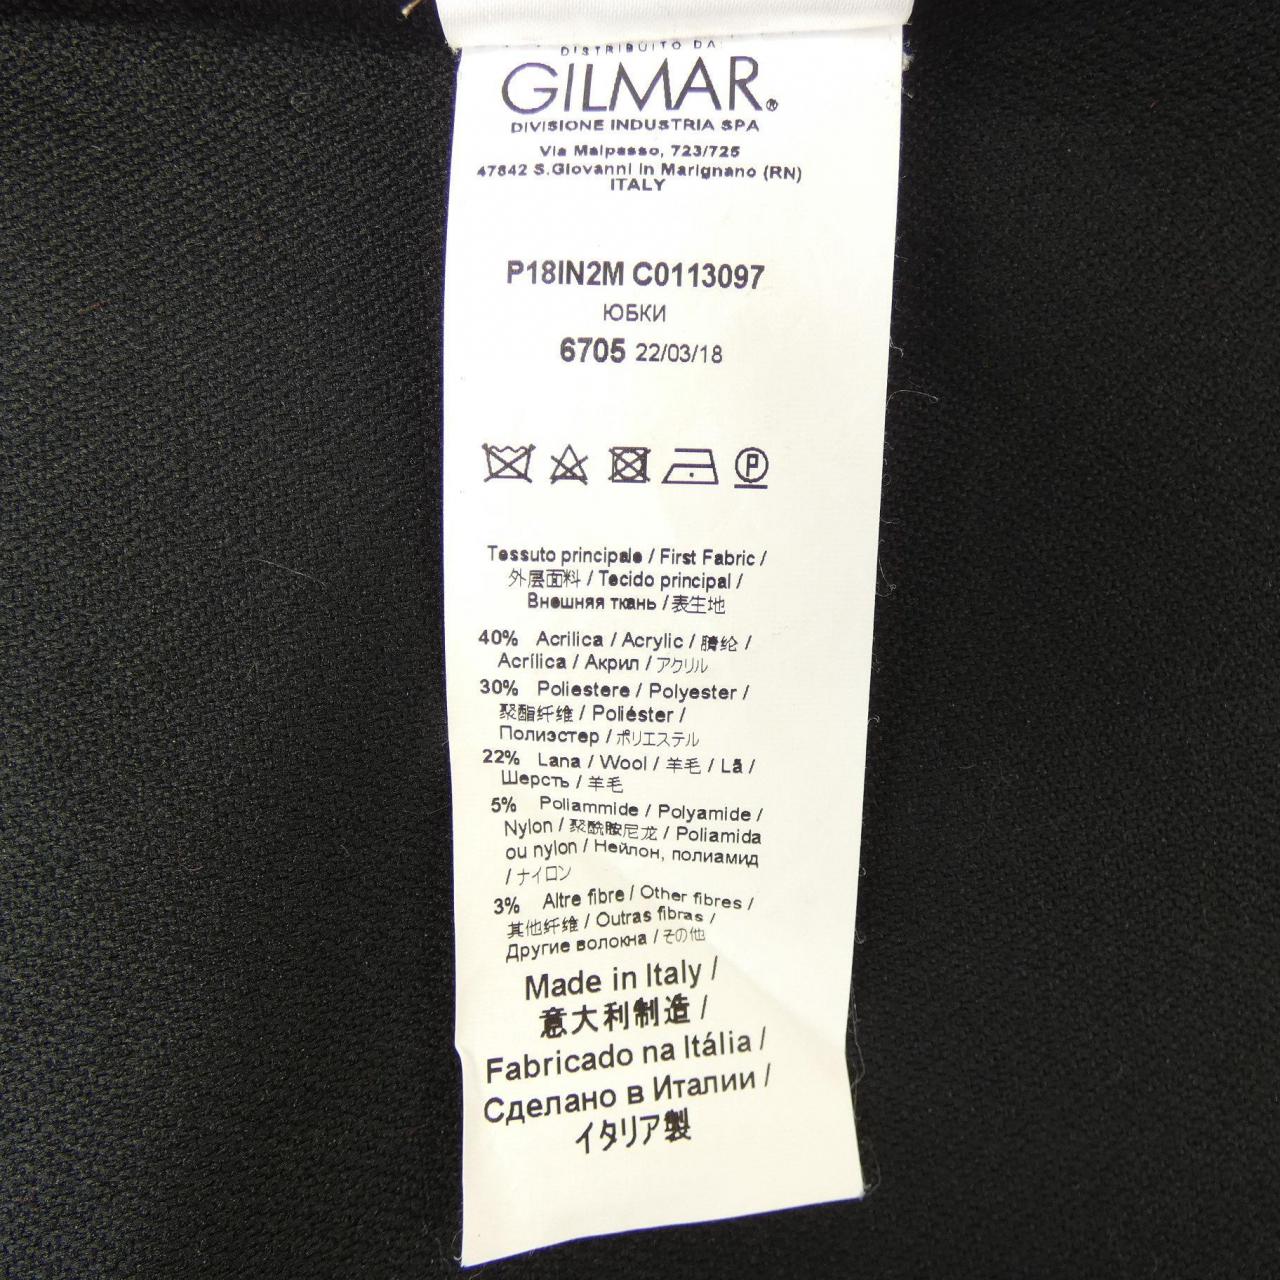 DISTRIBUITO DA:
GILMAR®
DIVISIONE INDUSTRIA SPA
Via Malpasso, 723/725
47842 S.Giovanni in Marignano (RN)
ITALY
P18IN2M C0113097
ЮБКИ
6705 22/03/18
P
Tessuto principale / First Fabric /
外层面料 / Tecido principal /
Внешняя ткань / 表生地
40% Acrilica / Acrylic / 腈纶 /
Acrílica / Акрил / アクリル
30% Poliestere / Polyester /
聚酯纤维 / Poliéster /
Полиэстер / ポリエステル
22% Lana / Wool / 羊毛 / Lã /
Шерсть / 羊毛
5% Poliammide / Polyamide /
Nylon / 聚酰胺尼龙 / Poliamida
ou nylon / Нейлон, полиамид
/ ナイロン
3% Altre fibre / Other fibres /
其他纤维 / Outras fibras /
Другие волокна / その他
Made in Italy /
意大利制造 /
Fabricado na Itália /
Сделано в Италии /
イタリア製